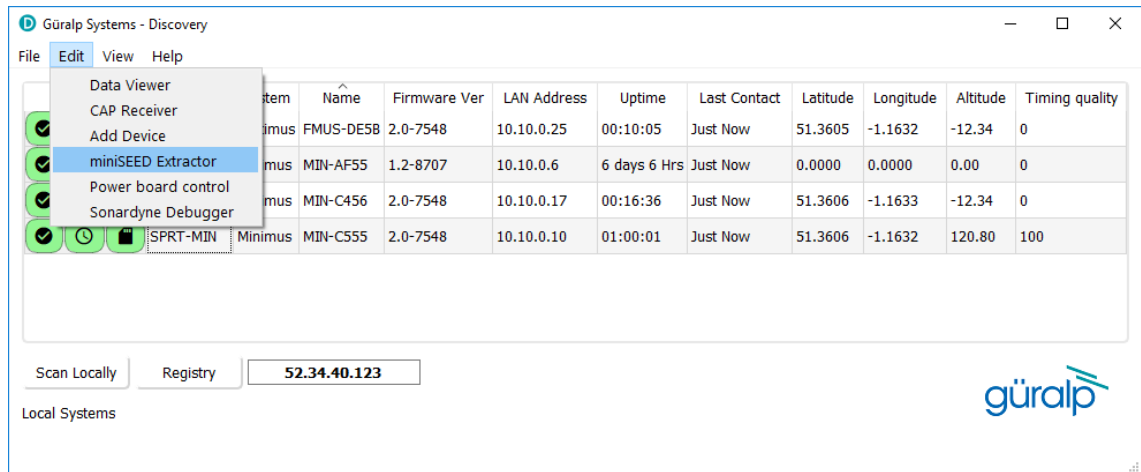 Güralp Systems - Discovery
File Edit View Help
Data Viewer
CAP Receiver
Add Device
miniSEED Extractor
Power board control
Sonardyne Debugger
stem Name Firmware Ver LAN Address Uptime Last Contact Latitude Longitude Altitude Timing quality
imus FMUS-DE5B 2.0-7548 10.10.0.25 00:10:05 Just Now 51.3605 -1.1632 -12.34 0
mus MIN-AF55 1.2-8707 10.10.0.6 6 days 6 Hrs Just Now 0.0000 0.0000 0.00 0
mus MIN-C456 2.0-7548 10.10.0.17 00:16:36 Just Now 51.3606 -1.1633 -12.34 0
SPRT-MIN Minimus MIN-C555 2.0-7548 10.10.0.10 01:00:01 Just Now 51.3606 -1.1632 120.80 100
Scan Locally Registry 52.34.40.123
Local Systems
güralp